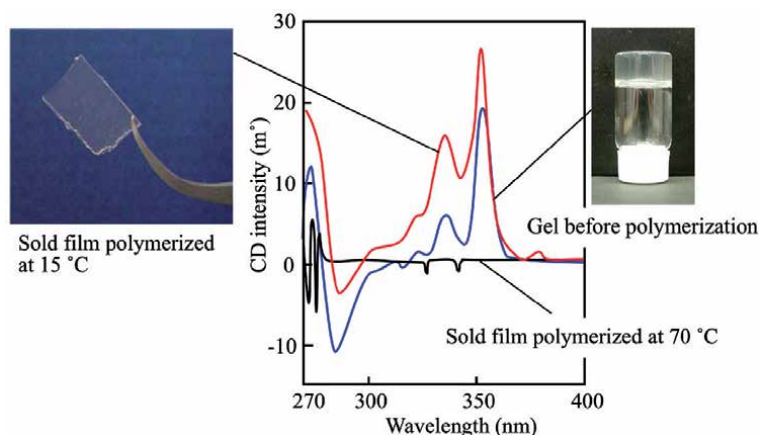 30
20
10
0
-10
270
300
350
400
CD intensity (m˚)
Wavelength (nm)
Sold film polymerized
at 15 ˚C
Gel before polymerization
Sold film polymerized at 70 ˚C